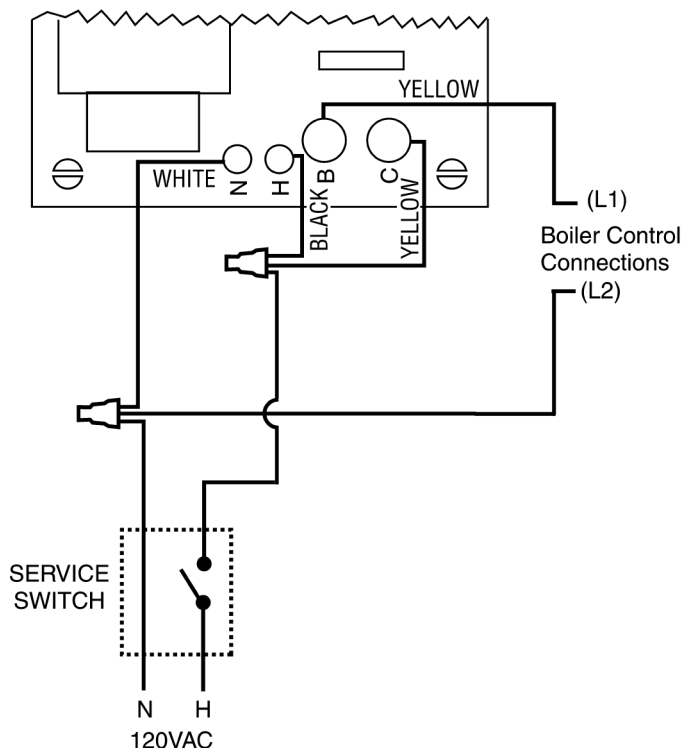 YELLOW
WHITE
N
H
BLACK
B
C
YELLOW
(L1)
Boiler Control
Connections
(L2)
SERVICE
SWITCH
N H
120VAC